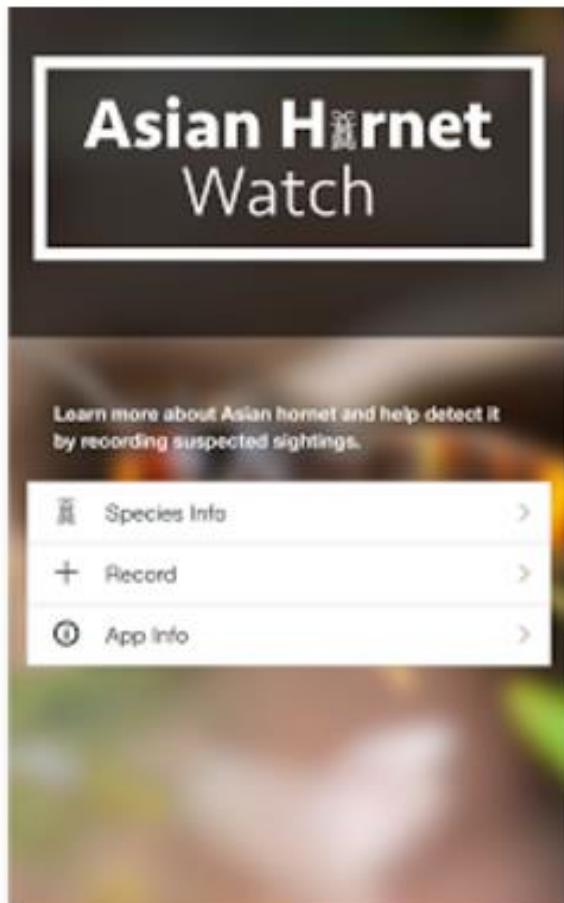 Asian Hornet
Watch
Learn more about Asian hornet and help detect it
by recording suspected sightings.
Species Info
Record
App Info